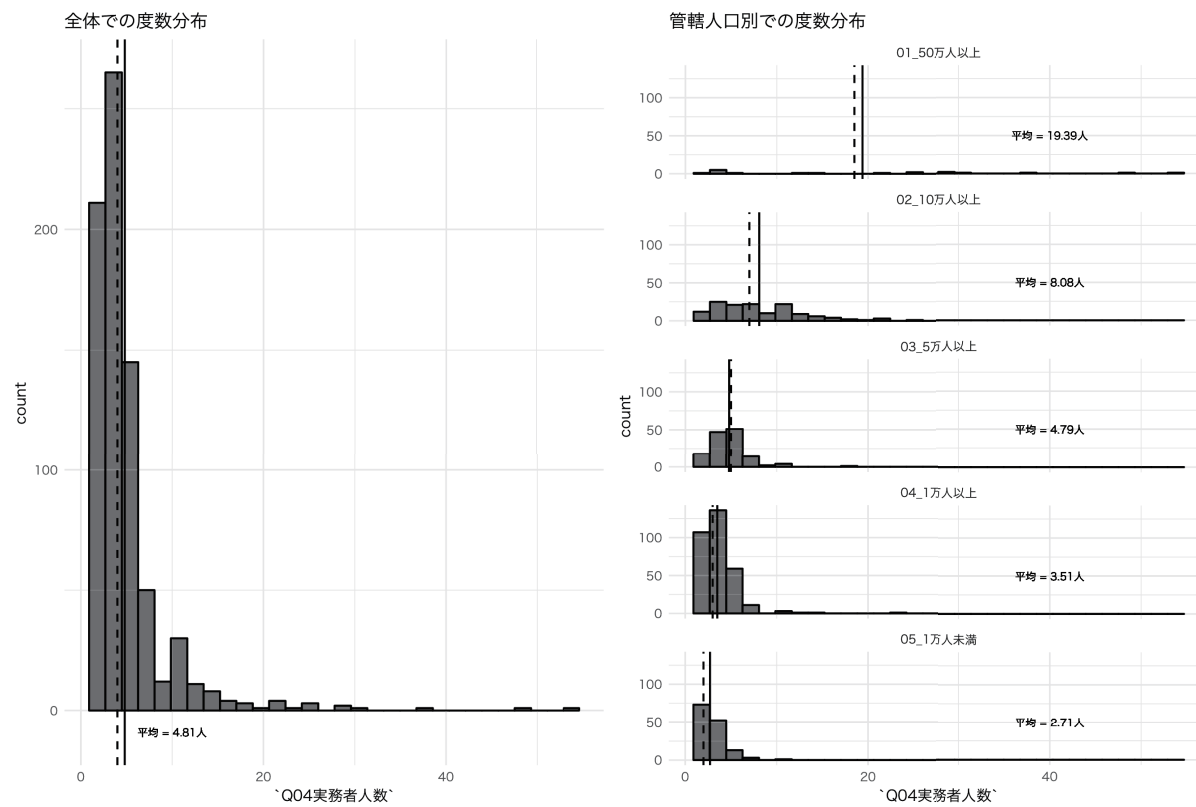 全体での度数分布
200
100
0
count
平均 = 4.81人
0
20
40
`Q04実務者人数`
管轄人口別での度数分布
01_50万人以上
100
50
0
平均 = 19.39人
02_10万人以上
100
50
0
平均 = 8.08人
03_5万人以上
100
50
0
平均 = 4.79人
count
04_1万人以上
100
50
0
平均 = 3.51人
05_1万人未満
100
50
0
平均 = 2.71人
0
20
40
`Q04実務者人数`